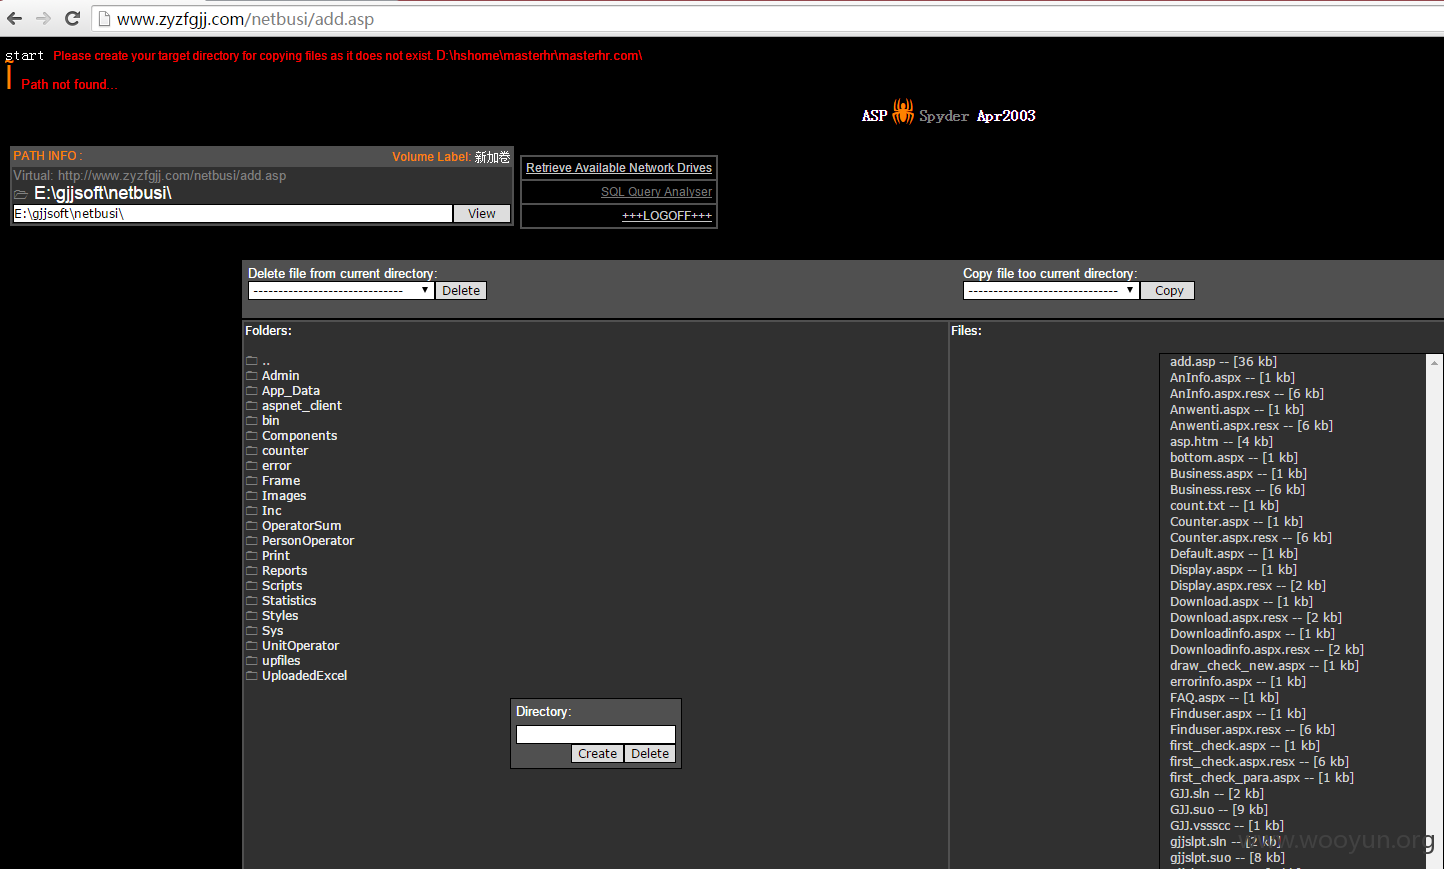 www.zyzfgjj.com/netbusi/add.asp
start Please create your target directory for copying files as it does not exist. D:\hshome\masterhr\masterhr.com\
Path not found...
ASP Spyder Apr2003
PATH INFO : Volume Label: 新加卷
Virtual: http://www.zyzfgjj.com/netbusi/add.asp
E:\gjjsoft\netbusi\
E:\gjjsoft\netbusi\ View
Retrieve Available Network Drives
SQL Query Analyser
+++LOGOFF+++
Delete file from current directory:
------------------------------ Delete
Copy file too current directory:
------------------------------ Copy
Folders:
..
Admin
App_Data
aspnet_client
bin
Components
counter
error
Frame
Images
Inc
OperatorSum
PersonOperator
Print
Reports
Scripts
Statistics
Styles
Sys
UnitOperator
upfiles
UploadedExcel
Directory:
Create Delete
Files:
add.asp -- [36 kb]
AnInfo.aspx -- [1 kb]
AnInfo.aspx.resx -- [6 kb]
Anwenti.aspx -- [1 kb]
Anwenti.aspx.resx -- [6 kb]
asp.htm -- [4 kb]
bottom.aspx -- [1 kb]
Business.aspx -- [1 kb]
Business.resx -- [6 kb]
count.txt -- [1 kb]
Counter.aspx -- [1 kb]
Counter.aspx.resx -- [6 kb]
Default.aspx -- [1 kb]
Display.aspx -- [1 kb]
Display.aspx.resx -- [2 kb]
Download.aspx -- [1 kb]
Download.aspx.resx -- [2 kb]
Downloadinfo.aspx -- [1 kb]
Downloadinfo.aspx.resx -- [2 kb]
draw_check_new.aspx -- [1 kb]
errorinfo.aspx -- [1 kb]
FAQ.aspx -- [1 kb]
Finduser.aspx -- [1 kb]
Finduser.aspx.resx -- [6 kb]
first_check.aspx -- [1 kb]
first_check.aspx.resx -- [6 kb]
first_check_para.aspx -- [1 kb]
GJJ.sln -- [2 kb]
GJJ.suo -- [9 kb]
GJJ.vssscc -- [1 kb]
gjjslpt.sln -- [2 kb]
gjjslpt.suo -- [8 kb]
www.wooyun.org